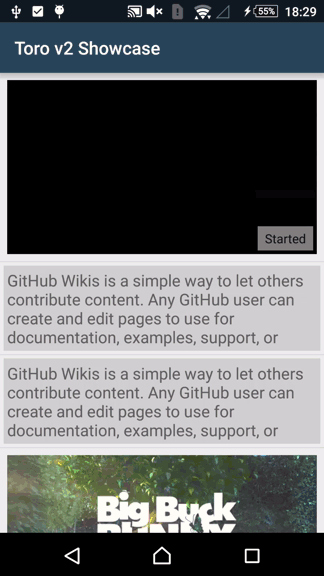 55% 18:29
Toro v2 Showcase
Started
GitHub Wikis is a simple way to let others
contribute content. Any GitHub user can
create and edit pages to use for
documentation, examples, support, or
GitHub Wikis is a simple way to let others
contribute content. Any GitHub user can
create and edit pages to use for
documentation, examples, support, or
Big Buck
BUNNY